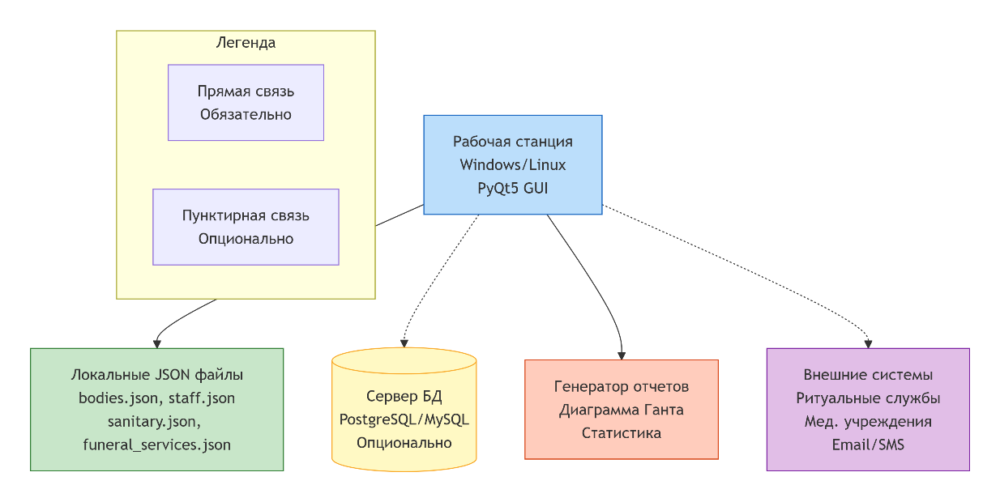 Легенда
Прямая связь
Обязательно
Пунктирная связь
Опционально
Рабочая станция
Windows/Linux
PyQt5 GUI
Локальные JSON файлы
bodies.json, staff.json
sanitary.json,
funeral_services.json
Сервер БД
PostgreSQL/MySQL
Опционально
Генератор отчетов
Диаграмма Ганта
Статистика
Внешние системы
Ритуальные службы
Мед. учреждения
Email/SMS